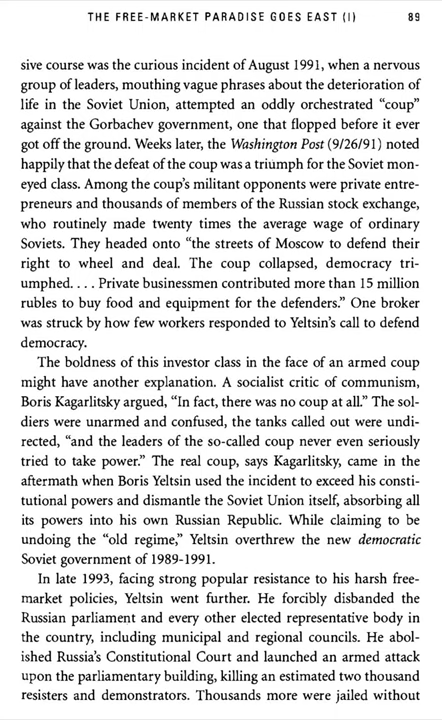 THE FREE-MARKET PARADISE GOES EAST (I) 89
sive course was the curious incident of August 1991, when a nervous
group of leaders, mouthing vague phrases about the deterioration of
life in the Soviet Union, attempted an oddly orchestrated “coup”
against the Gorbachev government, one that flopped before it ever
got off the ground. Weeks later, the Washington Post (9/26/91) noted
happily that the defeat of the coup was a triumph for the Soviet mon-
eyed class. Among the coup’s militant opponents were private entre-
preneurs and thousands of members of the Russian stock exchange,
who routinely made twenty times the average wage of ordinary
Soviets. They headed onto “the streets of Moscow to defend their
right to wheel and deal. The coup collapsed, democracy tri-
umphed. . . . Private businessmen contributed more than 15 million
rubles to buy food and equipment for the defenders.” One broker
was struck by how few workers responded to Yeltsin’s call to defend
democracy.
The boldness of this investor class in the face of an armed coup
might have another explanation. A socialist critic of communism,
Boris Kagarlitsky argued, “In fact, there was no coup at all.” The sol-
diers were unarmed and confused, the tanks called out were undi-
rected, “and the leaders of the so-called coup never even seriously
tried to take power.” The real coup, says Kagarlitsky, came in the
aftermath when Boris Yeltsin used the incident to exceed his consti-
tutional powers and dismantle the Soviet Union itself, absorbing all
its powers into his own Russian Republic. While claiming to be
undoing the “old regime,” Yeltsin overthrew the new democratic
Soviet government of 1989-1991.
In late 1993, facing strong popular resistance to his harsh free-
market policies, Yeltsin went further. He forcibly disbanded the
Russian parliament and every other elected representative body in
the country, including municipal and regional councils. He abol-
ished Russia’s Constitutional Court and launched an armed attack
upon the parliamentary building, killing an estimated two thousand
resisters and demonstrators. Thousands more were jailed without